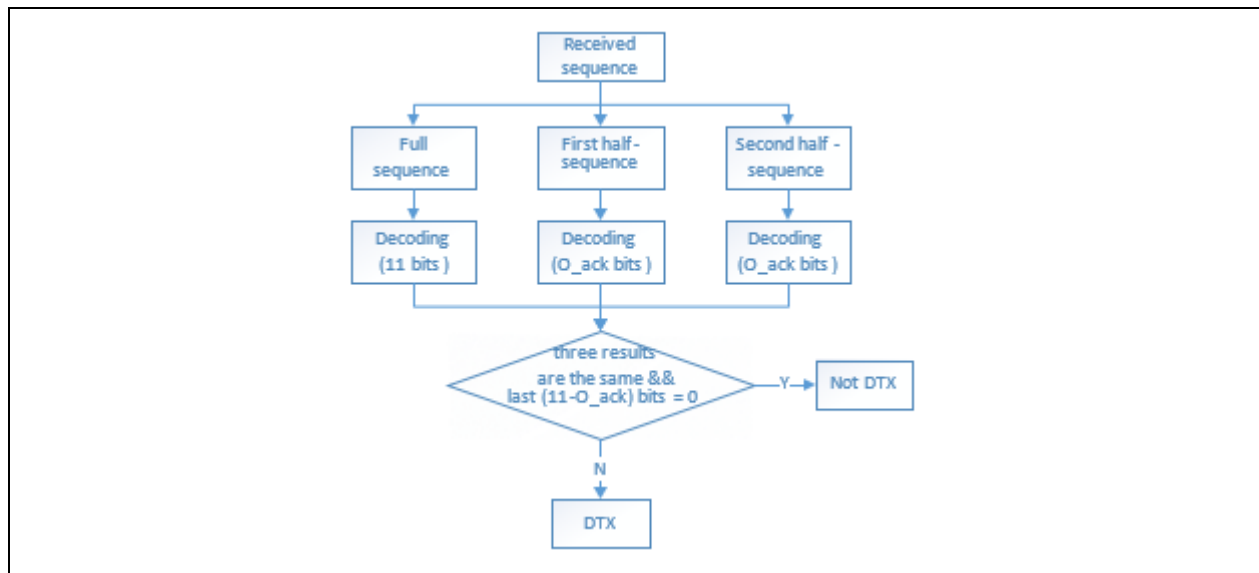 Received
sequence
Full
sequence
First half-
sequence
Second half -
sequence
Decoding
(11 bits )
Decoding
(O_ack bits )
Decoding
(O_ack bits )
three results
are the same &&
last (11-O_ack) bits = 0
Y
Not DTX
N
DTX